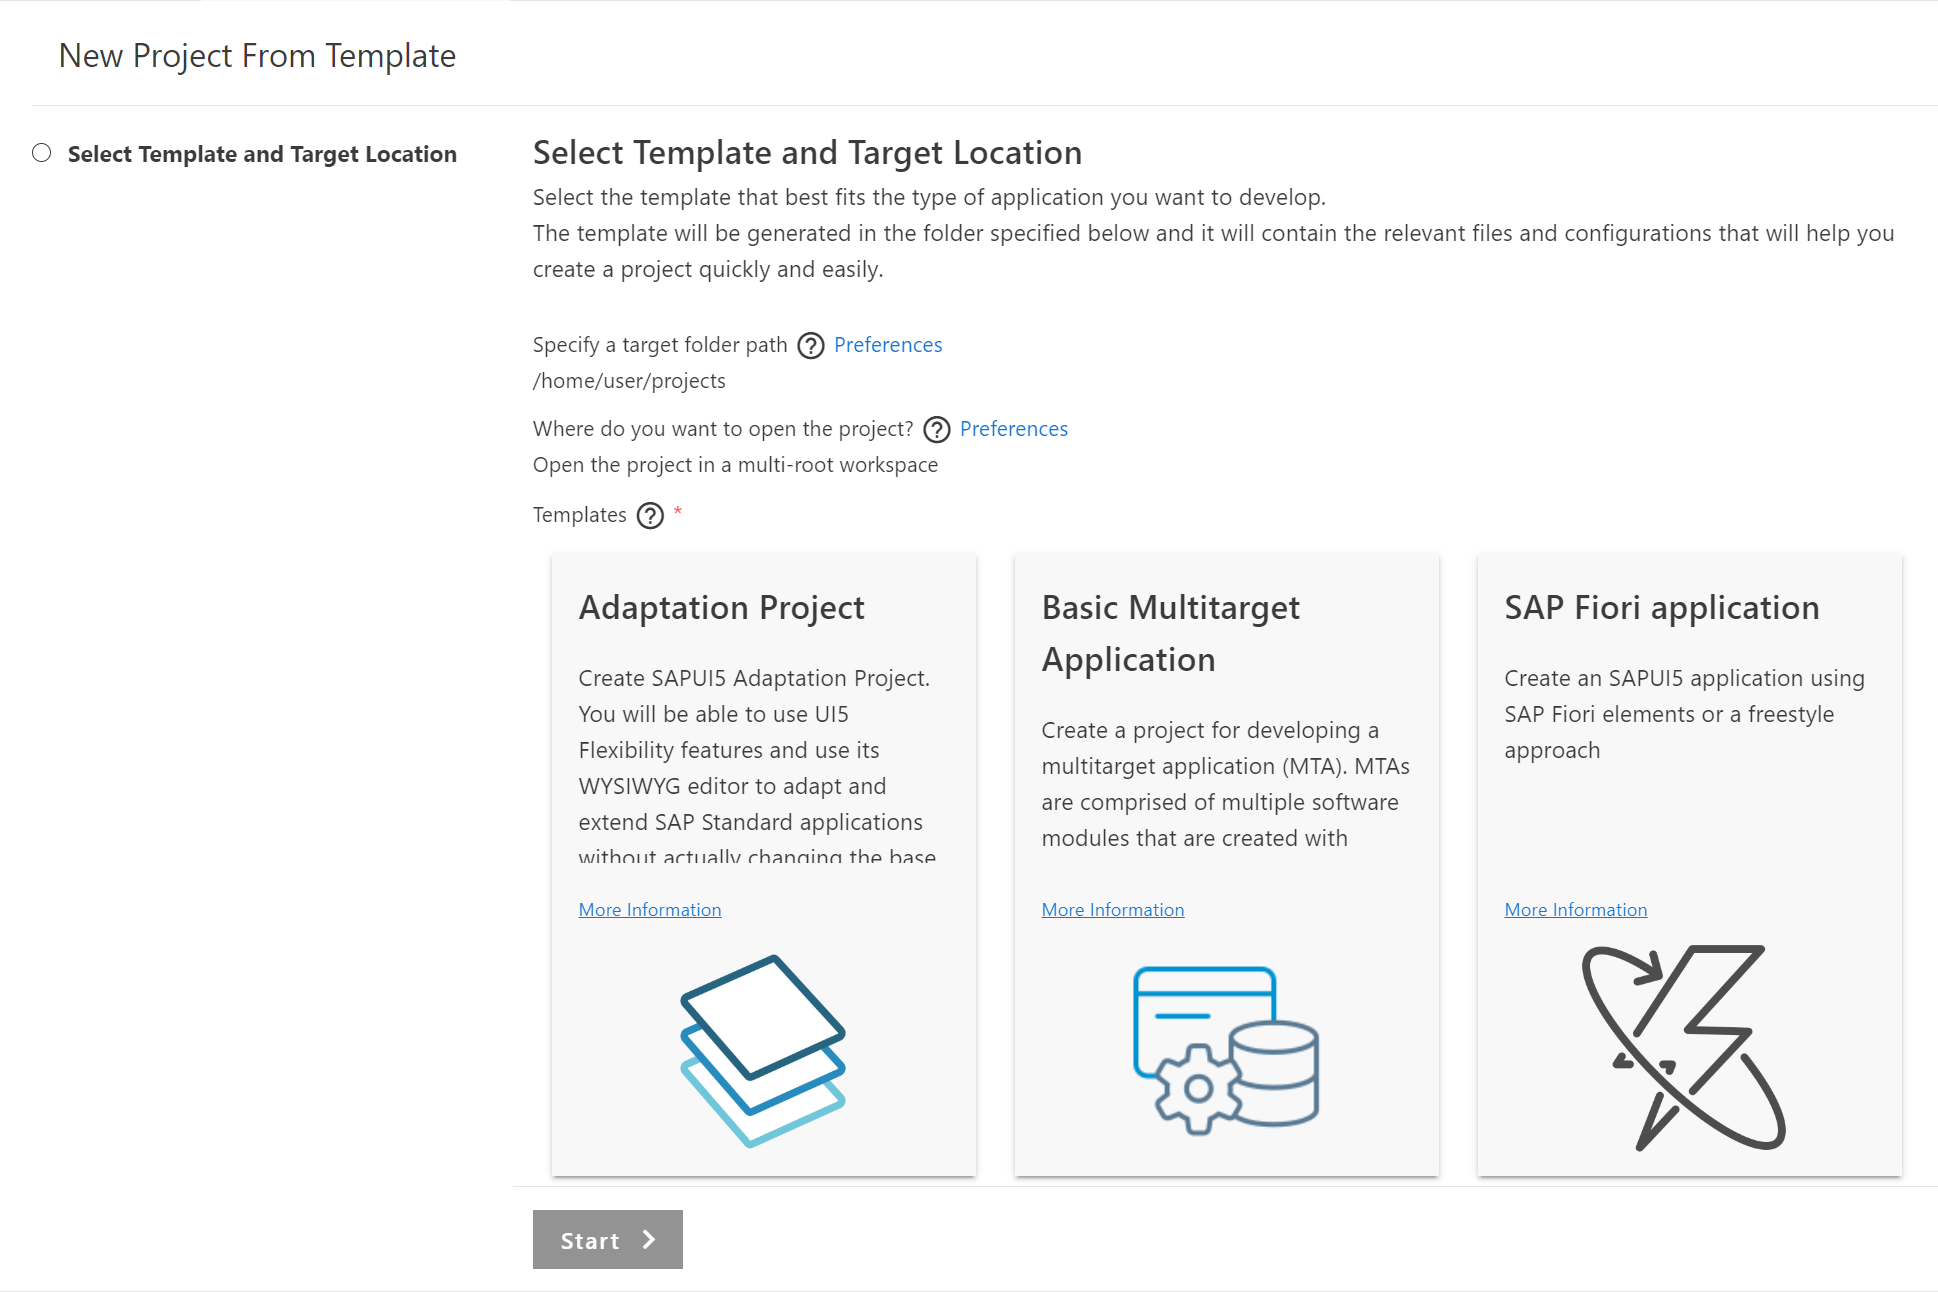 New Project From Template
Select Template and Target Location
Select Template and Target Location
Select the template that best fits the type of application you want to develop.
The template will be generated in the folder specified below and it will contain the relevant files and configurations that will help you
create a project quickly and easily.
Specify a target folder path ? Preferences
/home/user/projects
Where do you want to open the project? ? Preferences
Open the project in a multi-root workspace
Templates ? *
Adaptation Project
Create SAPUI5 Adaptation Project.
You will be able to use UI5
Flexibility features and use its
WYSIWYG editor to adapt and
extend SAP Standard applications
without actually changing the base
More Information
Basic Multitarget
Application
Create a project for developing a
multitarget application (MTA). MTAs
are comprised of multiple software
modules that are created with
More Information
SAP Fiori application
Create an SAPUI5 application using
SAP Fiori elements or a freestyle
approach
More Information
Start